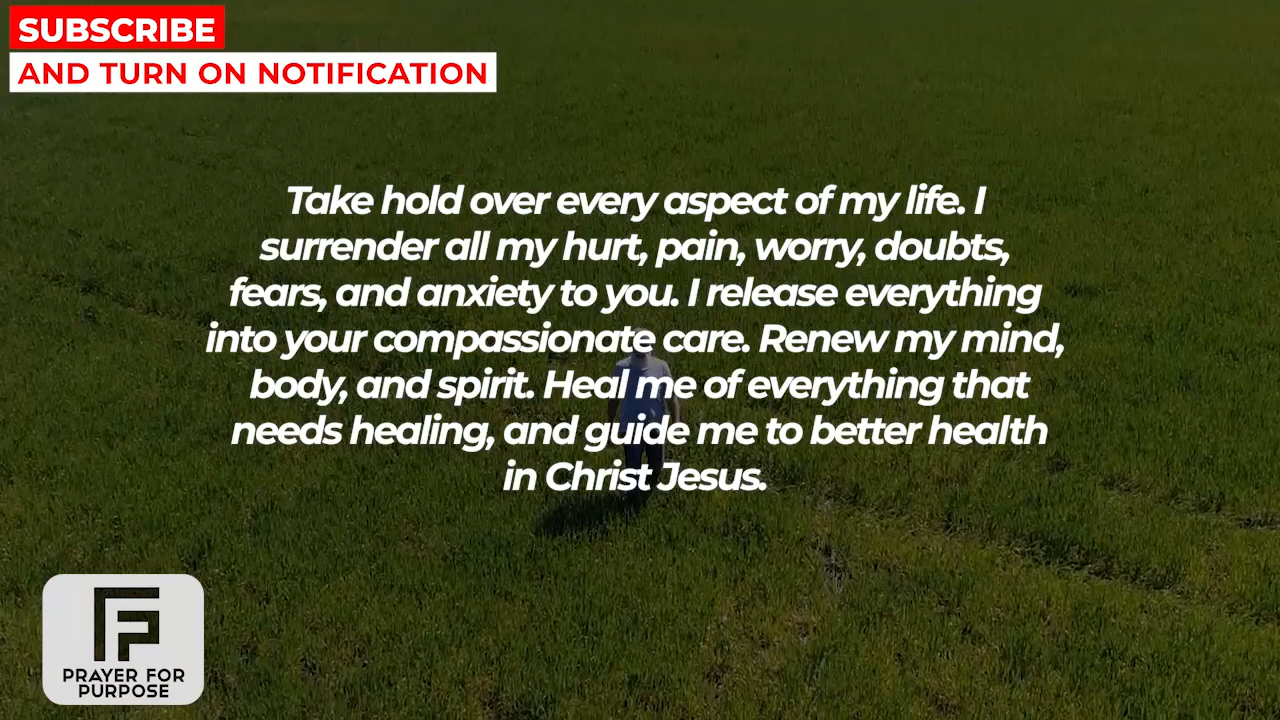 SUBSCRIBE
AND TURN ON NOTIFICATION
Take hold over every aspect of my life. I
surrender all my hurt, pain, worry, doubts,
fears, and anxiety to you. I release everything
into your compassionate care. Renew my mind,
body, and spirit. Heal me of everything that
needs healing, and guide me to better health
in Christ Jesus.
PRAYER FOR
PURPOSE